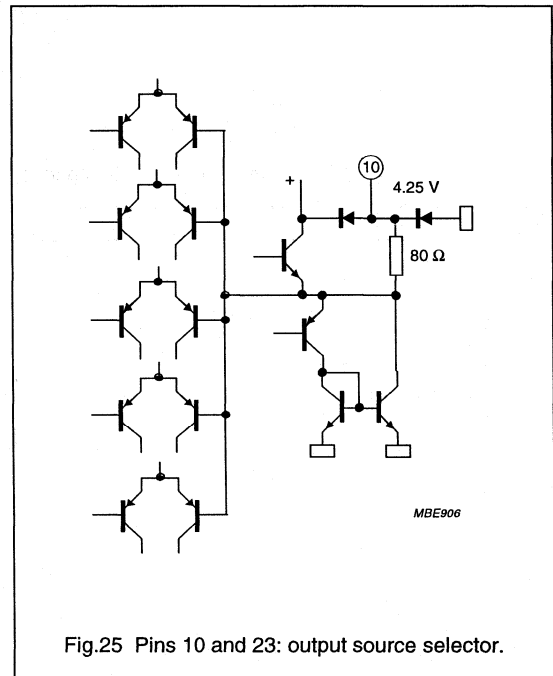 10
4.25 V
+
80 Ω
MBE906
Fig.25 Pins 10 and 23: output source selector.